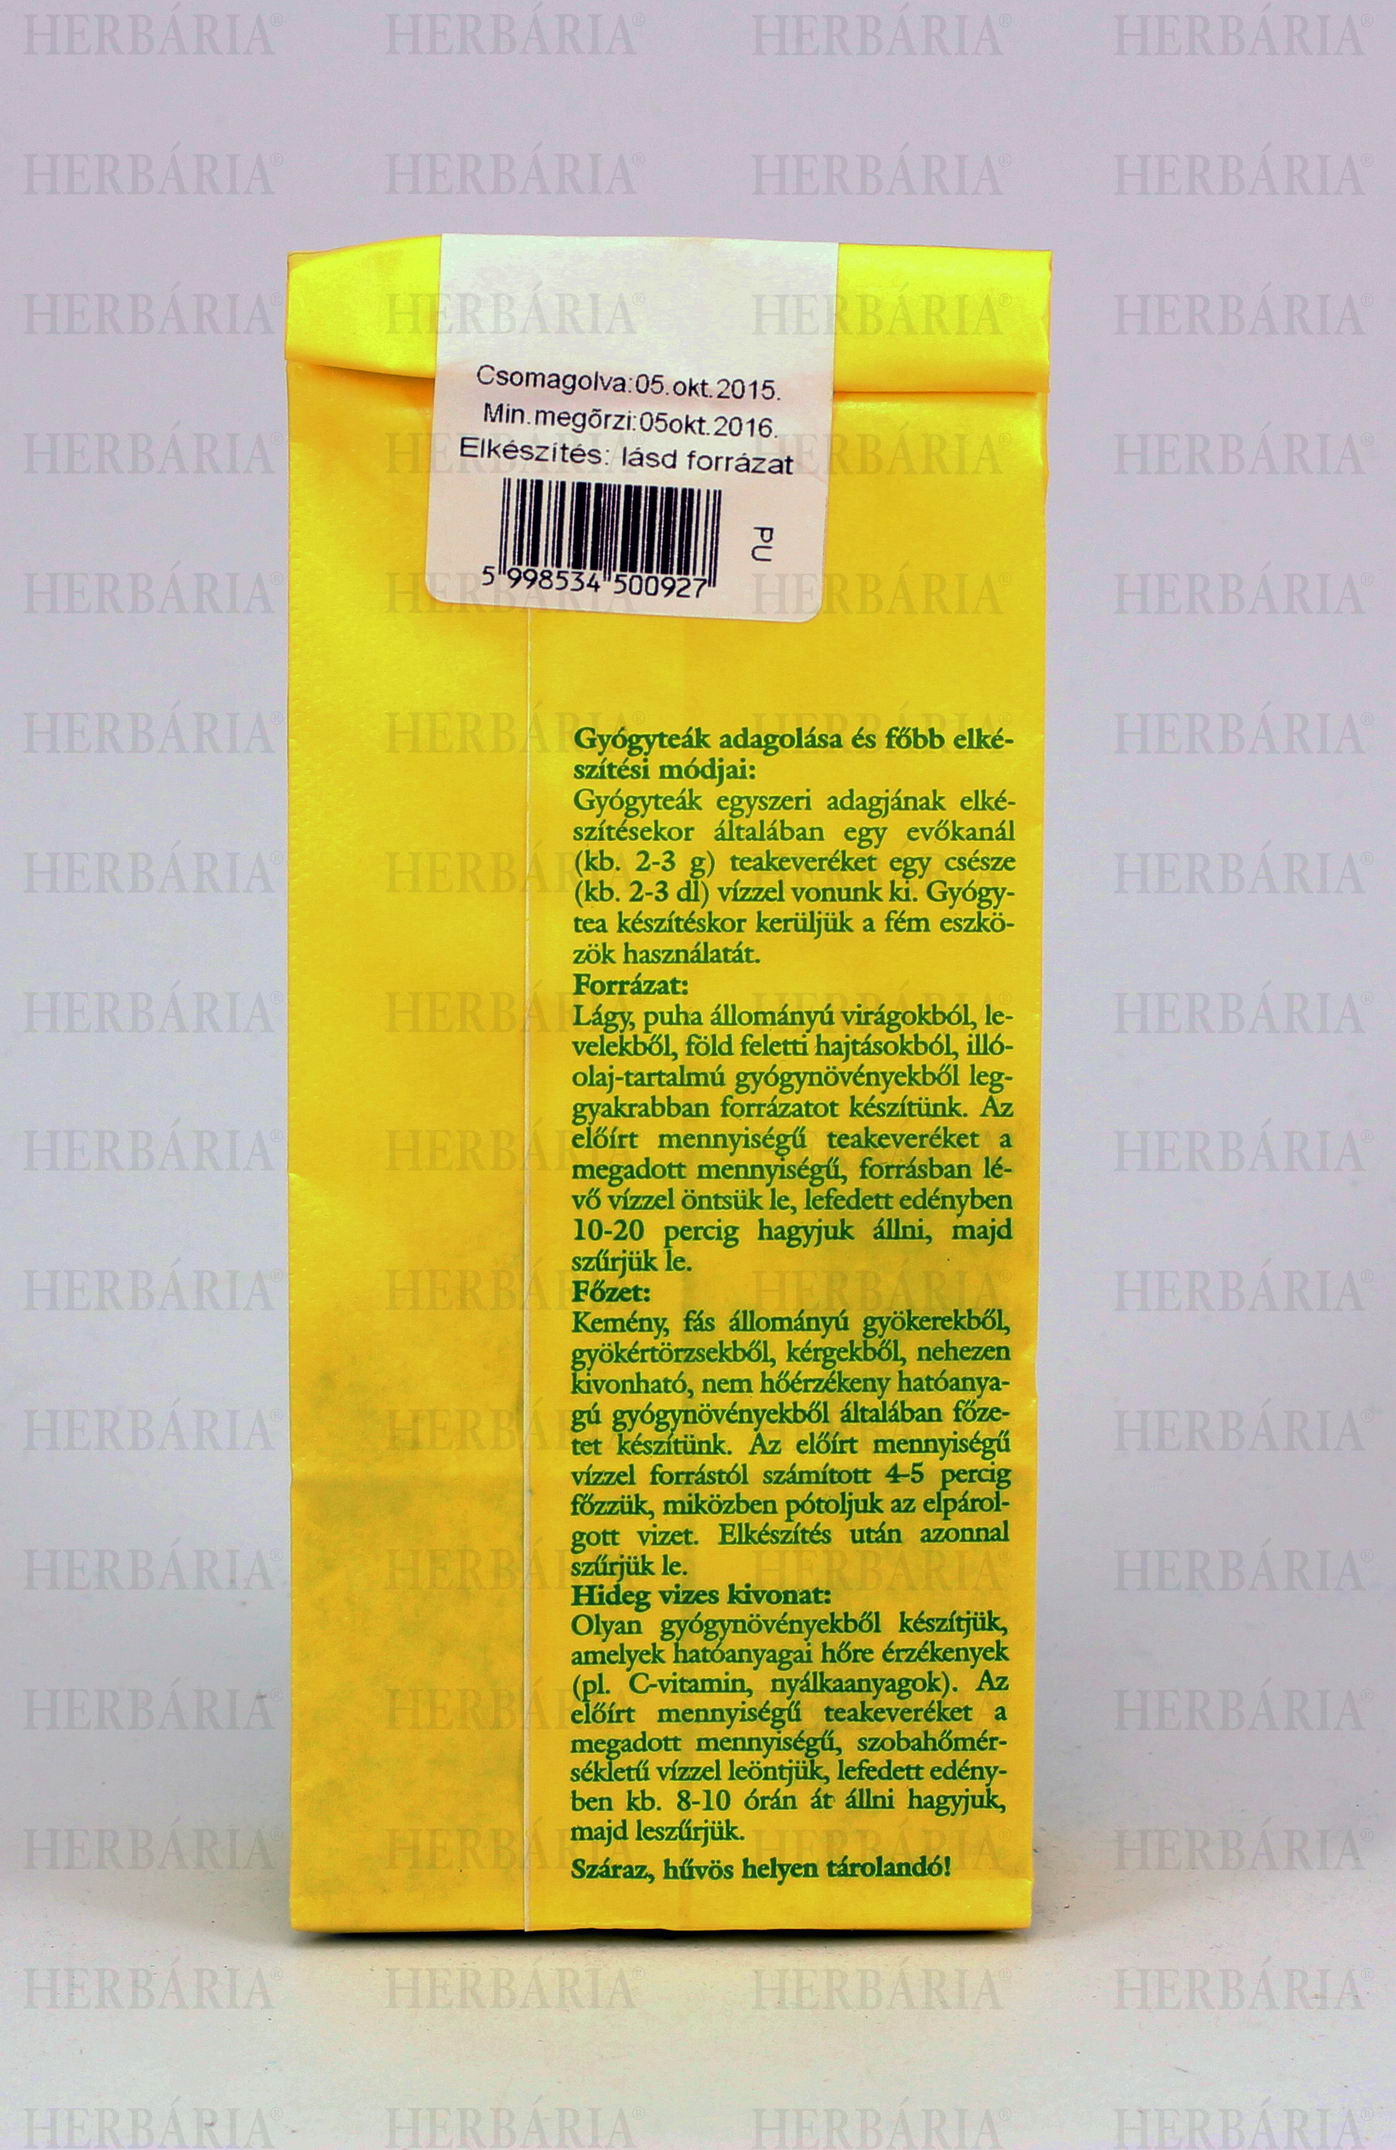 HERBÁRIA®
Csomagolva:05.okt.2015.
Min.megõrzi:05okt.2016.
Elkészítés: lásd forrázat
PU
5 998534 500927
Gyógyteák adagolása és főbb elké-
szítési módjai:
Gyógyteák egyszeri adagjának elké-
szítésekor általában egy evőkanál
(kb. 2-3 g) teakeveréket egy csésze
(kb. 2-3 dl) vízzel vonunk ki. Gyógy-
tea készítéskor kerüljük a fém eszkö-
zök használatát.
Forrázat:
Lágy, puha állományú virágokból, le-
velekből, föld feletti hajtásokból, illó-
olaj-tartalmú gyógynövényekből leg-
gyakrabban forrázatot készítünk. Az
előírt mennyiségű teakeveréket a
megadott mennyiségű, forrásban lé-
vő vízzel öntsük le, lefedett edényben
10-20 percig hagyjuk állni, majd
szűrjük le.
Főzet:
Kemény, fás állományú gyökerekből,
gyökértörzsekből, kérgekből, nehezen
kivonható, nem hőérzékeny hatóanya-
gú gyógynövényekből általában főze-
tet készítünk. Az előírt mennyiségű
vízzel forrástól számított 4-5 percig
főzzük, miközben pótoljuk az elpárol-
gott vizet. Elkészítés után azonnal
szűrjük le.
Hideg vizes kivonat:
Olyan gyógynövényekből készítjük,
amelyek hatóanyagai hőre érzékenyek
(pl. C-vitamin, nyálkaanyagok). Az
előírt mennyiségű teakeveréket a
megadott mennyiségű, szobahőmér-
sékletű vízzel leöntjük, lefedett edény-
ben kb. 8-10 órán át állni hagyjuk,
majd leszűrjük.
Száraz, hűvös helyen tárolandó!